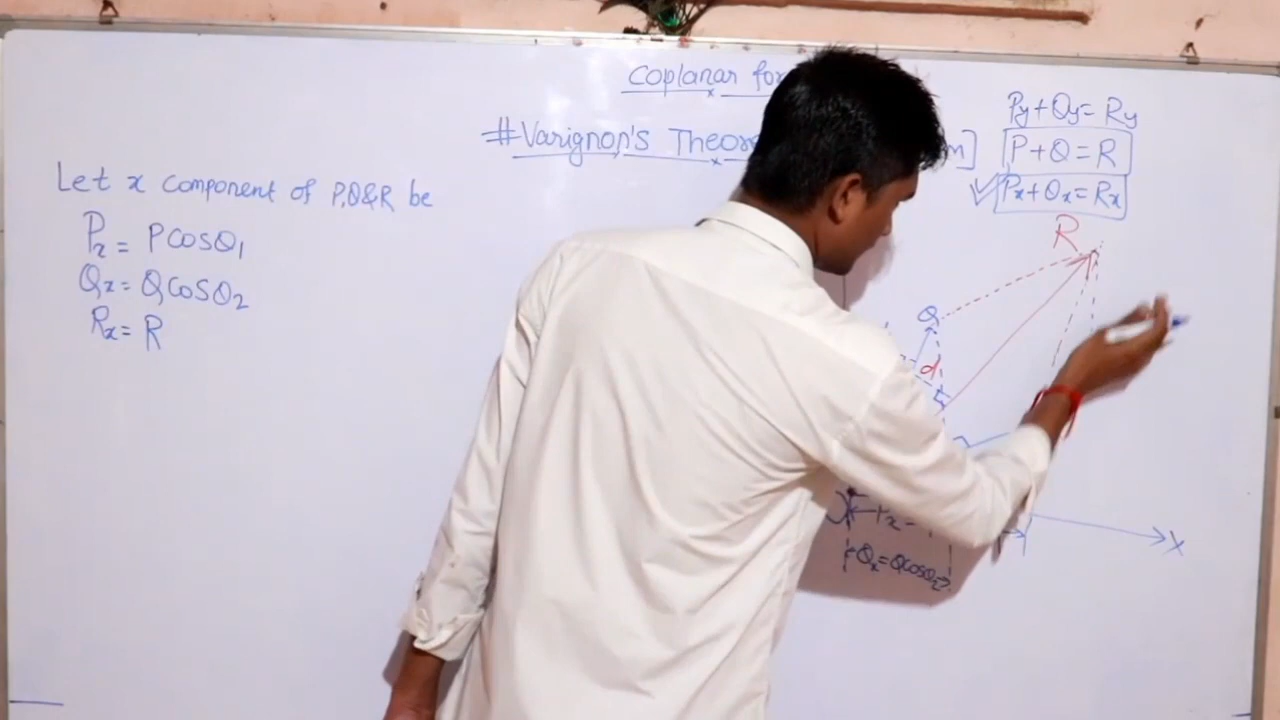 Coplanar for
#Varignon's Theor
m]
Py+Qy=Ry
P+Q=R
Px+Qx=Rx
Let x component of P,Q&R be
Px = Pcosθ1
Qx = Qcosθ2
Rx = R
R
Q
d
X
Qx=Qcosθ2